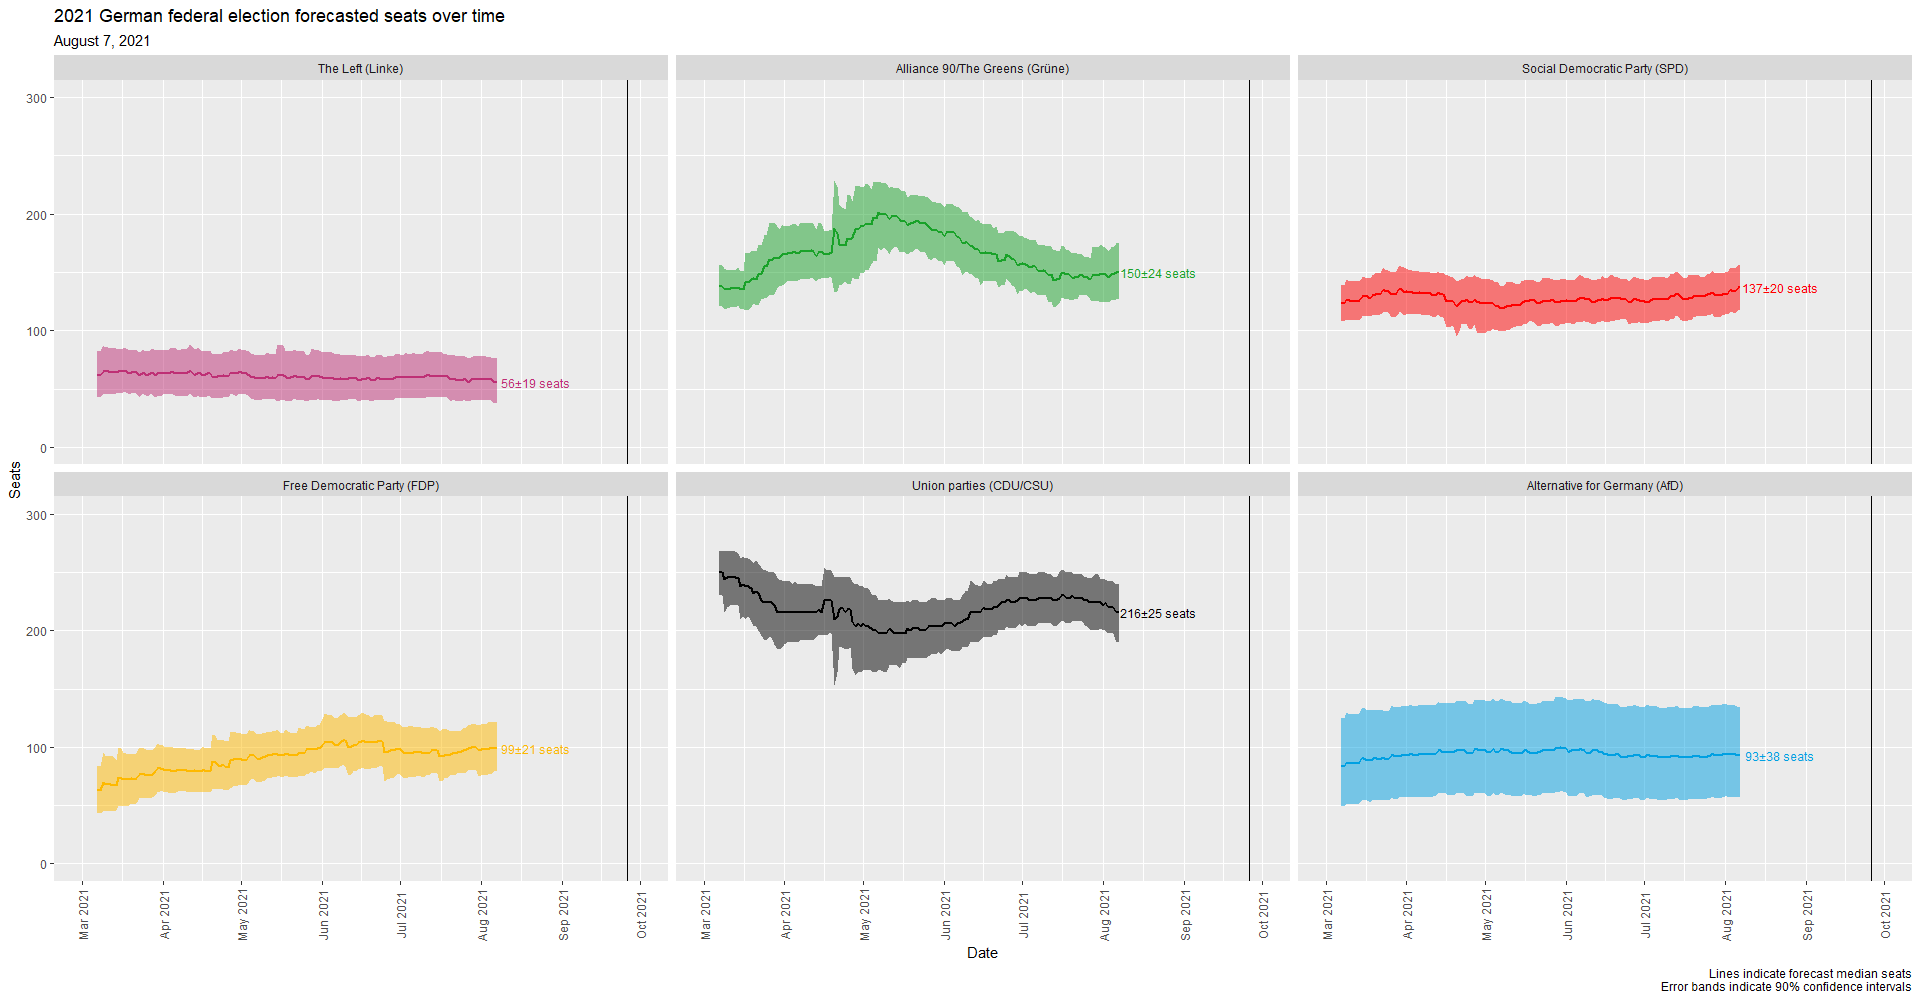 2021 German federal election forecasted seats over time
August 7, 2021
The Left (Linke)
Alliance 90/The Greens (Grüne)
Social Democratic Party (SPD)
300
200
100
0
56±19 seats
150±24 seats
137±20 seats
Seats
Free Democratic Party (FDP)
Union parties (CDU/CSU)
Alternative for Germany (AfD)
300
200
100
0
99±21 seats
216±25 seats
93±38 seats
Mar 2021
Apr 2021
May 2021
Jun 2021
Jul 2021
Aug 2021
Sep 2021
Oct 2021
Mar 2021
Apr 2021
May 2021
Jun 2021
Jul 2021
Aug 2021
Sep 2021
Oct 2021
Mar 2021
Apr 2021
May 2021
Jun 2021
Jul 2021
Aug 2021
Sep 2021
Oct 2021
Date
Lines indicate forecast median seats
Error bands indicate 90% confidence intervals